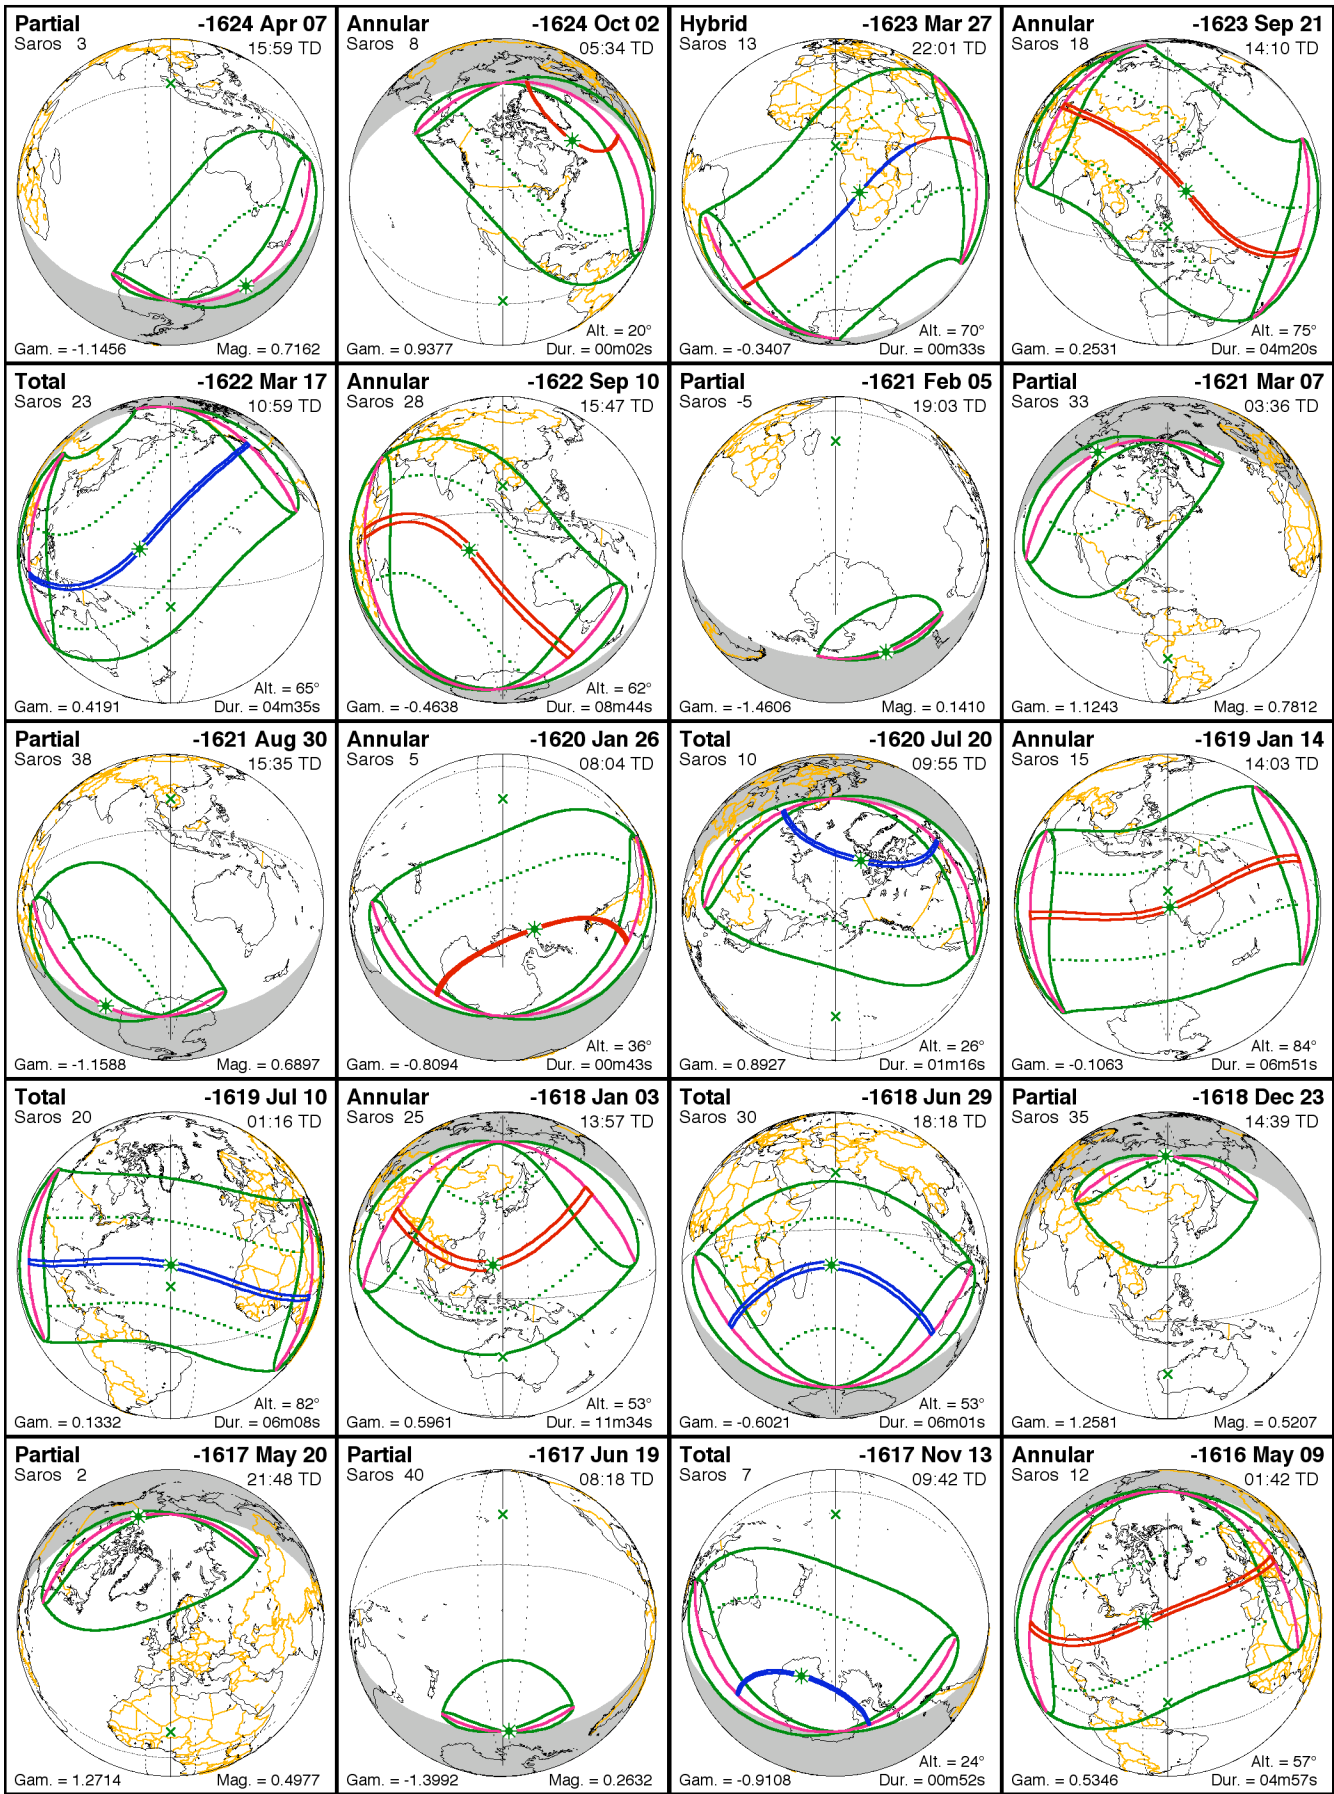 Partial -1624 Apr 07
Saros 3 15:59 TD
Gam. = -1.1456 Mag. = 0.7162
Annular -1624 Oct 02
Saros 8 05:34 TD
Alt. = 20°
Gam. = 0.9377 Dur. = 00m02s
Hybrid -1623 Mar 27
Saros 13 22:01 TD
Alt. = 70°
Gam. = -0.3407 Dur. = 00m33s
Annular -1623 Sep 21
Saros 18 14:10 TD
Alt. = 75°
Gam. = 0.2531 Dur. = 04m20s
Total -1622 Mar 17
Saros 23 10:59 TD
Alt. = 65°
Gam. = 0.4191 Dur. = 04m35s
Annular -1622 Sep 10
Saros 28 15:47 TD
Alt. = 62°
Gam. = -0.4638 Dur. = 08m44s
Partial -1621 Feb 05
Saros -5 19:03 TD
Gam. = -1.4606 Mag. = 0.1410
Partial -1621 Mar 07
Saros 33 03:36 TD
Gam. = 1.1243 Mag. = 0.7812
Partial -1621 Aug 30
Saros 38 15:35 TD
Gam. = -1.1588 Mag. = 0.6897
Annular -1620 Jan 26
Saros 5 08:04 TD
Alt. = 36°
Gam. = -0.8094 Dur. = 00m43s
Total -1620 Jul 20
Saros 10 09:55 TD
Alt. = 26°
Gam. = 0.8927 Dur. = 01m16s
Annular -1619 Jan 14
Saros 15 14:03 TD
Alt. = 84°
Gam. = -0.1063 Dur. = 06m51s
Total -1619 Jul 10
Saros 20 01:16 TD
Alt. = 82°
Gam. = 0.1332 Dur. = 06m08s
Annular -1618 Jan 03
Saros 25 13:57 TD
Alt. = 53°
Gam. = 0.5961 Dur. = 11m34s
Total -1618 Jun 29
Saros 30 18:18 TD
Alt. = 53°
Gam. = -0.6021 Dur. = 06m01s
Partial -1618 Dec 23
Saros 35 14:39 TD
Gam. = 1.2581 Mag. = 0.5207
Partial -1617 May 20
Saros 2 21:48 TD
Gam. = 1.2714 Mag. = 0.4977
Partial -1617 Jun 19
Saros 40 08:18 TD
Gam. = -1.3992 Mag. = 0.2632
Total -1617 Nov 13
Saros 7 09:42 TD
Alt. = 24°
Gam. = -0.9108 Dur. = 00m52s
Annular -1616 May 09
Saros 12 01:42 TD
Alt. = 57°
Gam. = 0.5346 Dur. = 04m57s